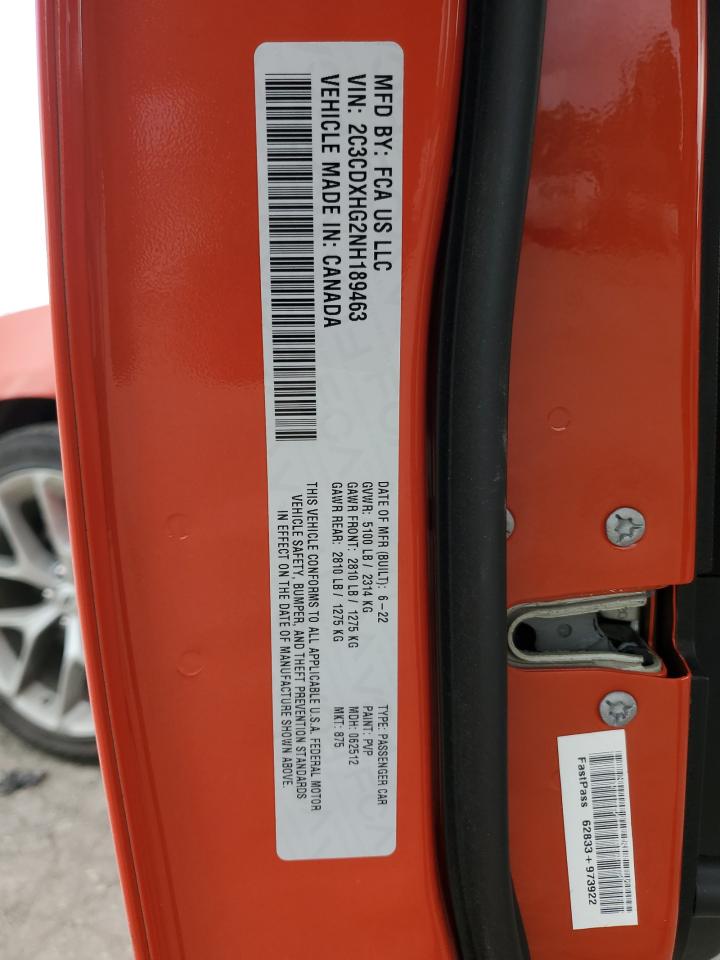 MFD BY: FCA US LLC
VIN: 2C3CDXHG2NH189463
VEHICLE MADE IN: CANADA
DATE OF MFR (BUILT): 6-22
GVWR: 5100 LB / 2314 KG
GAWR FRONT: 2810 LB / 1275 KG
GAWR REAR: 2810 LB / 1275 KG
THIS VEHICLE CONFORMS TO ALL APPLICABLE U.S.A. FEDERAL MOTOR
VEHICLE SAFETY, BUMPER, AND THEFT PREVENTION STANDARDS
IN EFFECT ON THE DATE OF MANUFACTURE SHOWN ABOVE.
TYPE: PASSENGER CAR
PAINT: PVP
MDH: 062512
MKT: 875
FastPass 62833+973922